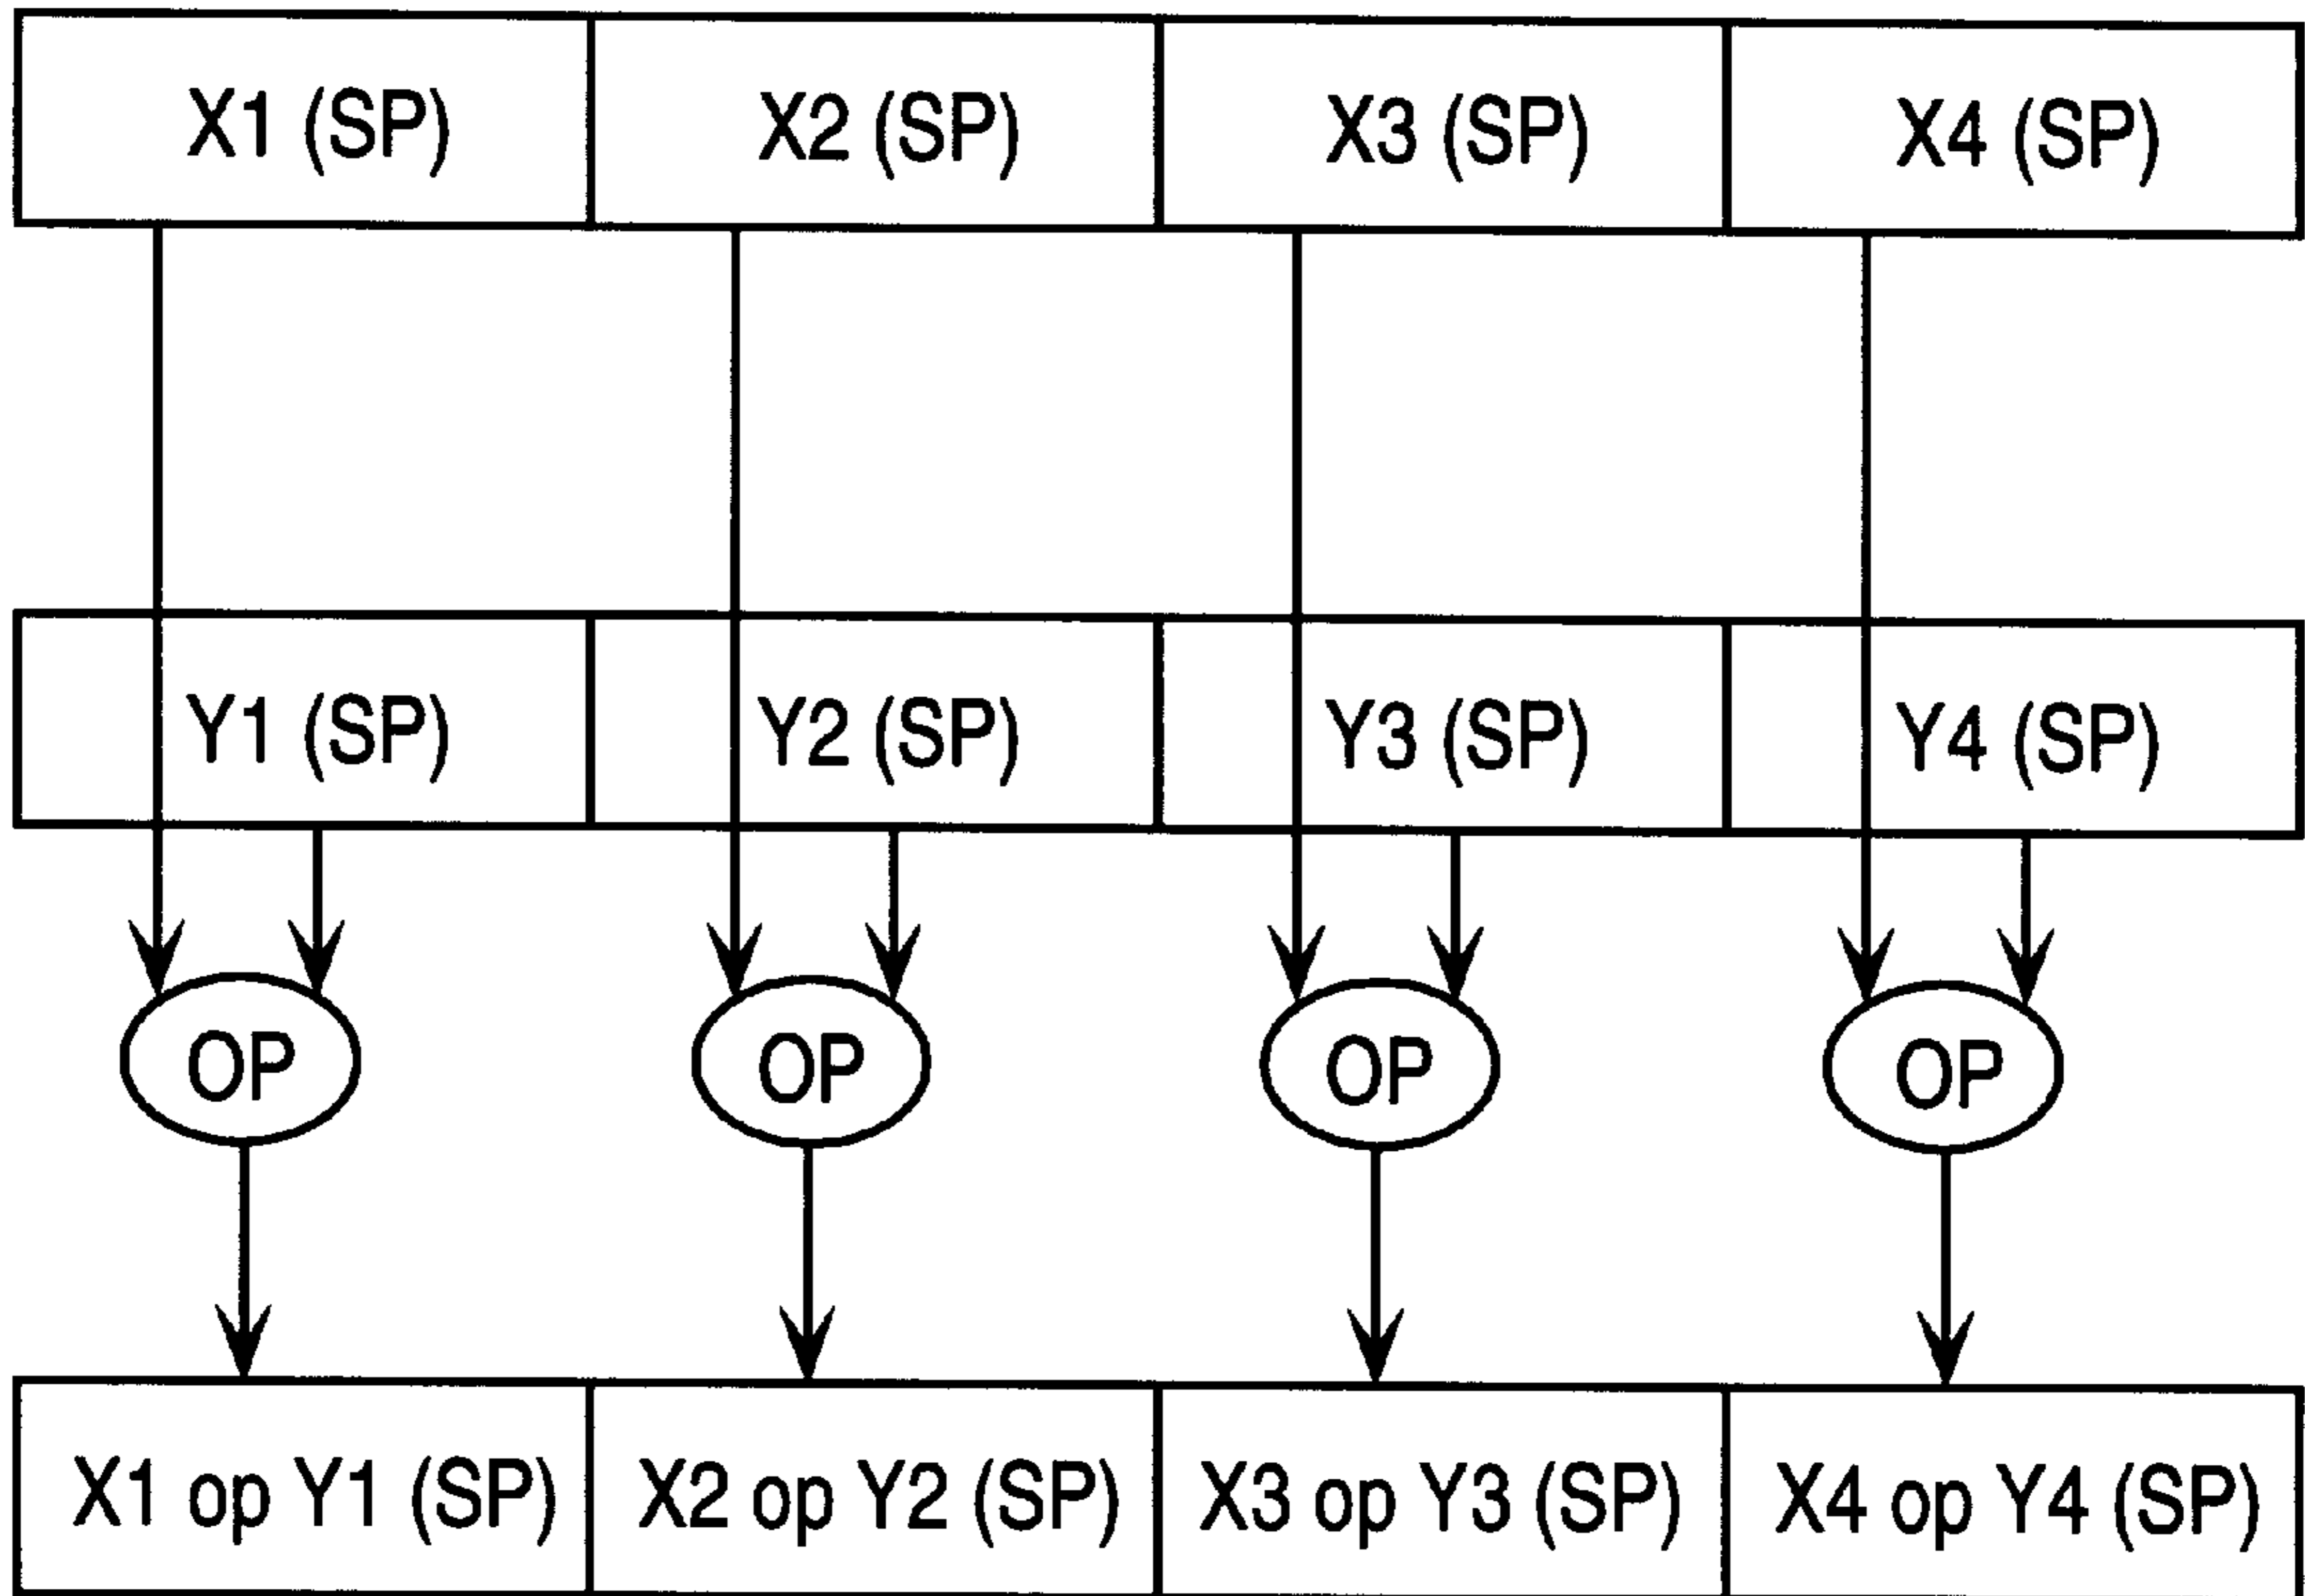 X1 (SP) X2 (SP) X3 (SP) X4 (SP)
Y1 (SP) Y2 (SP) Y3 (SP) Y4 (SP)
OP OP OP OP
X1 op Y1 (SP) X2 op Y2 (SP) X3 op Y3 (SP) X4 op Y4 (SP)